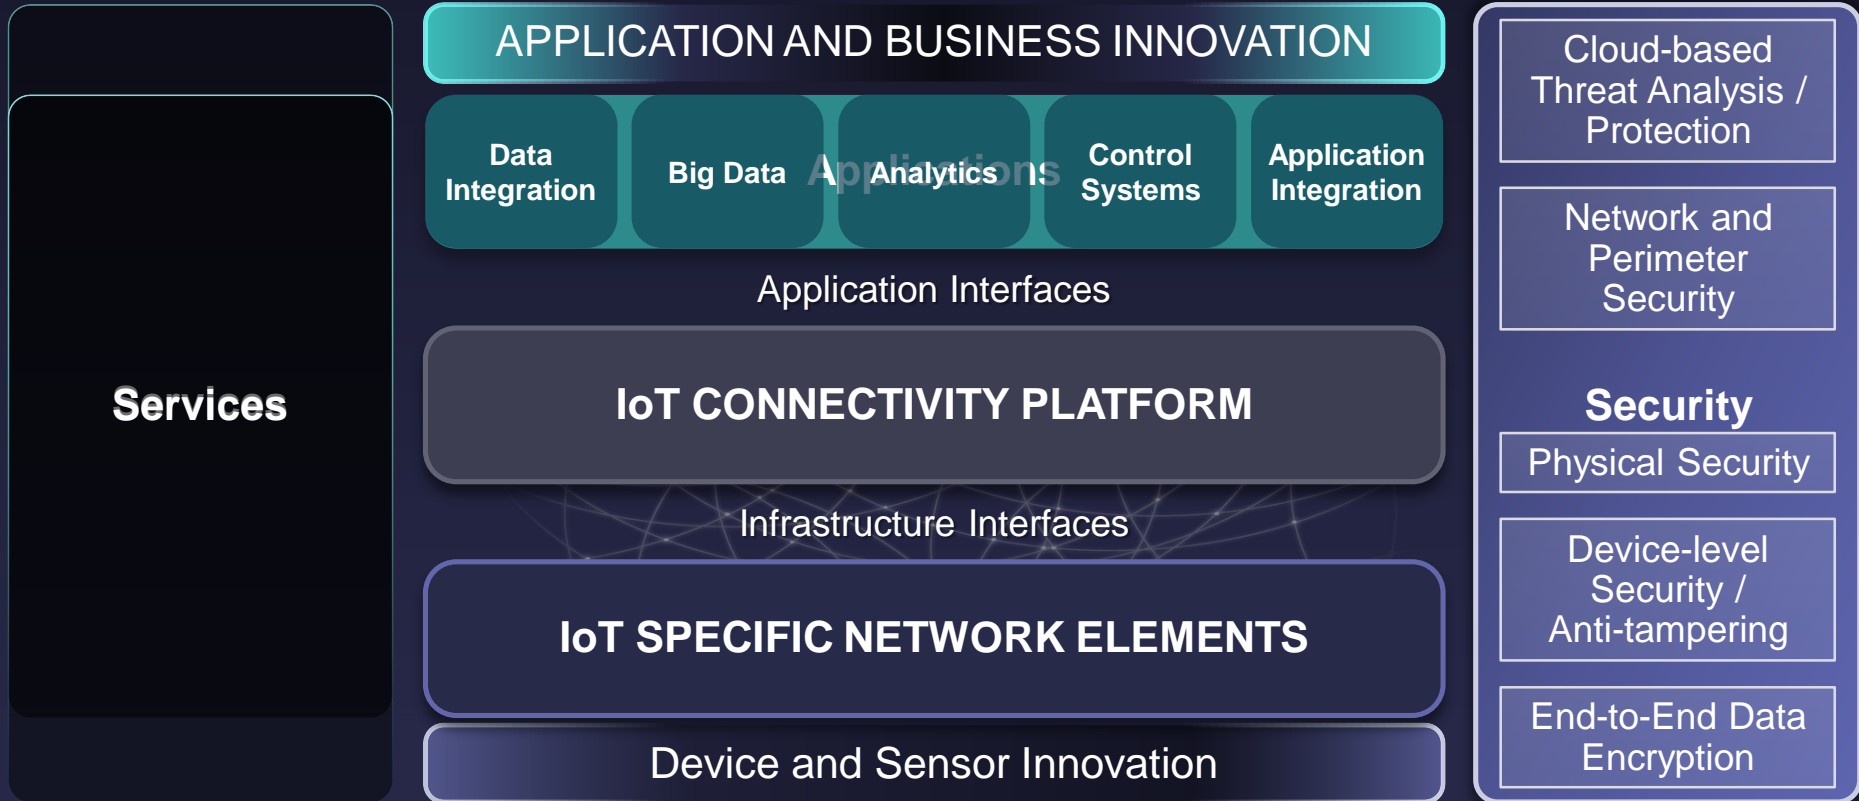 Services
APPLICATION AND BUSINESS INNOVATION
Applications
Data
Integration
Big Data
Analytics
Control
Systems
Application
Integration
Application Interfaces
IoT CONNECTIVITY PLATFORM
Infrastructure Interfaces
IoT SPECIFIC NETWORK ELEMENTS
Device and Sensor Innovation
Cloud-based
Threat Analysis /
Protection
Network and
Perimeter
Security
Security
Physical Security
Device-level
Security /
Anti-tampering
End-to-End Data
Encryption